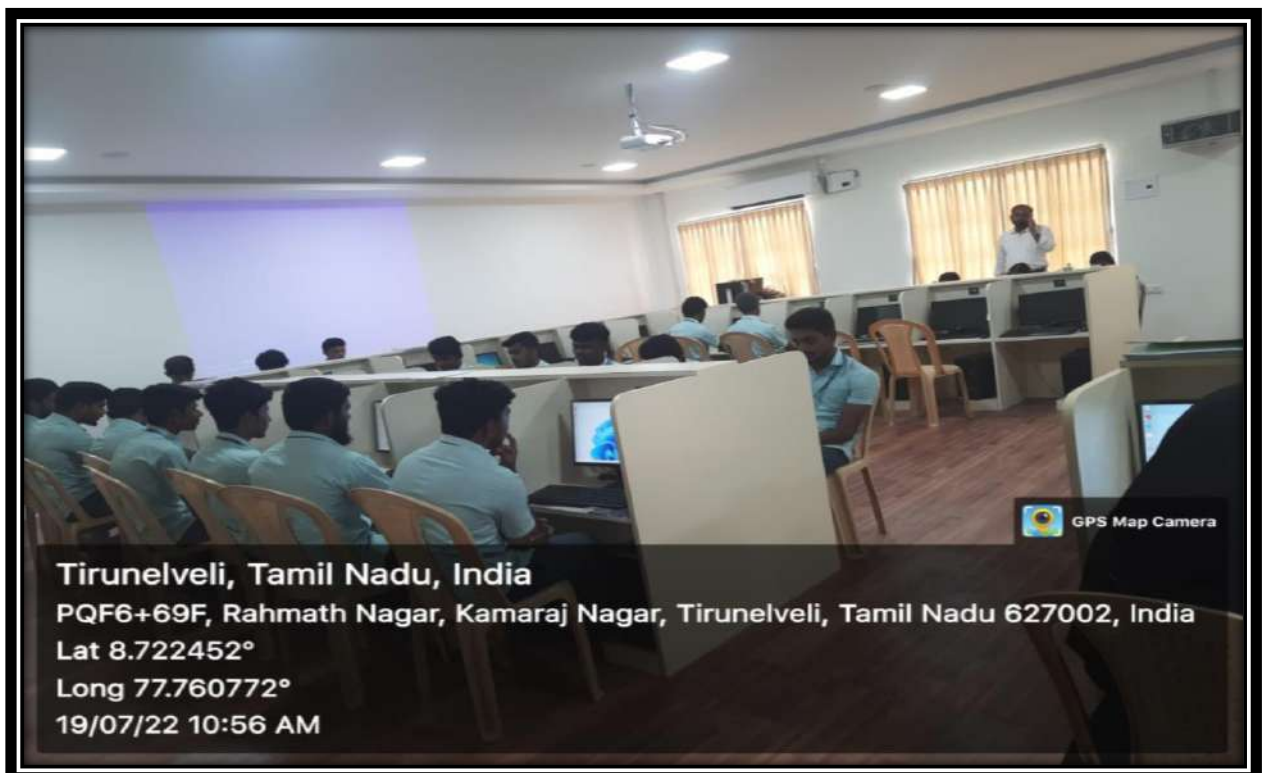 GPS Map Camera
Tirunelveli, Tamil Nadu, India
PQF6+69F, Rahmath Nagar, Kamaraj Nagar, Tirunelveli, Tamil Nadu 627002, India
Lat 8.722452°
Long 77.760772°
19/07/22 10:56 AM